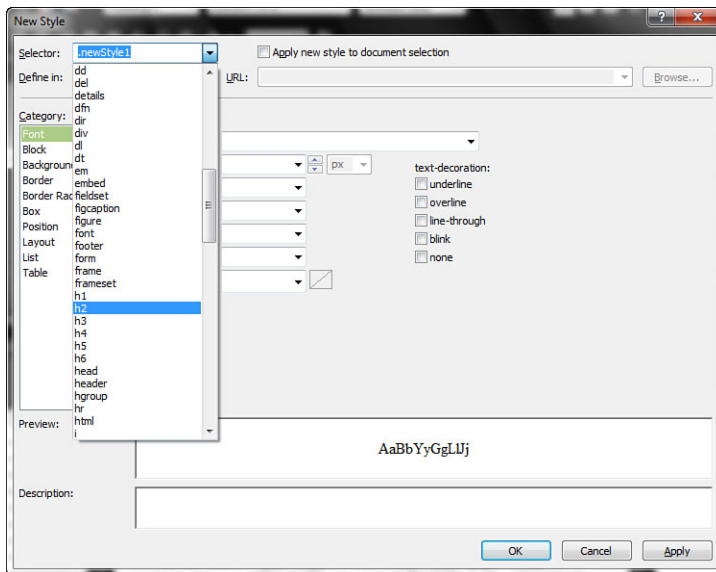 New Style
Selector: .newStyle1 Apply new style to document selection
Define in: URL: Browse...
Category:
Font
Block
Backgroun
Border
Border Rad
Box
Position
Layout
List
Table
dd
del
details
dfn
dir
div
dl
dt
em
embed
fieldset
figcaption
figure
font
footer
form
frame
frameset
h1
h2
h3
h4
h5
h6
head
header
hgroup
hr
html
i
px
text-decoration:
underline
overline
line-through
blink
none
Preview:
AaBbYyGgLlJj
Description:
OK Cancel Apply